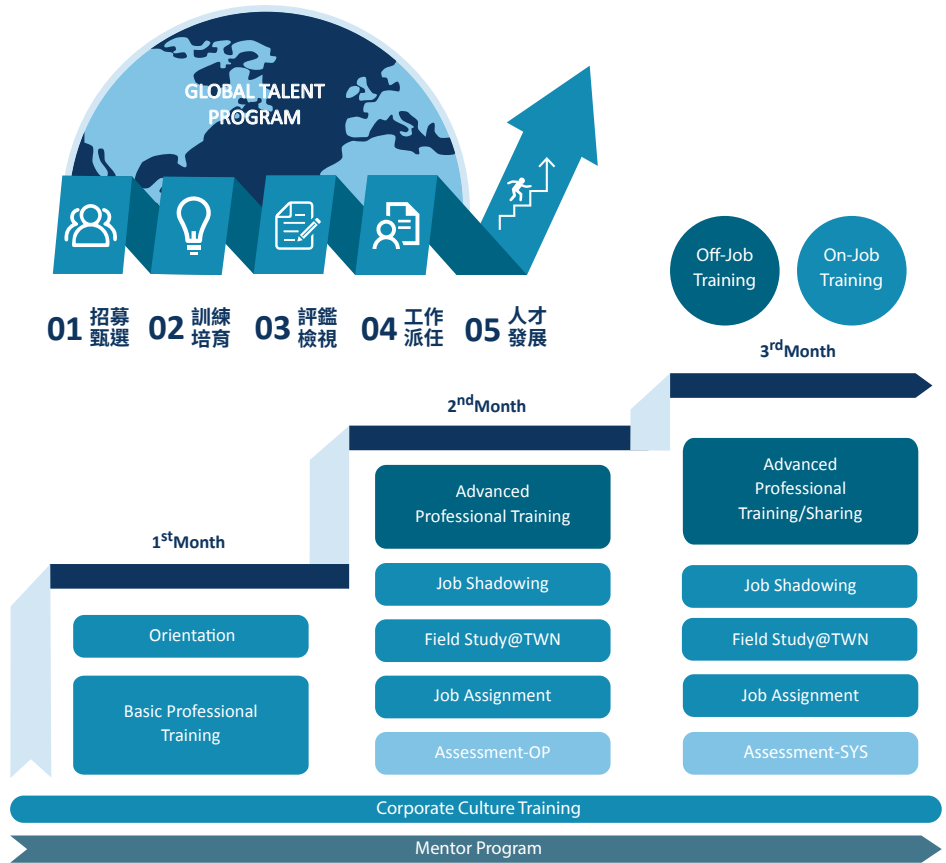 GLOBAL TALENT
PROGRAM
01 招募
甄選
02 訓練
培育
03 評鑑
檢視
04 工作
派任
05 人才
發展
Off-Job
Training
On-Job
Training
1stMonth
Orientation
Basic Professional
Training
2ndMonth
Advanced
Professional Training
Job Shadowing
Field Study@TWN
Job Assignment
Assessment-OP
3rdMonth
Advanced
Professional
Training/Sharing
Job Shadowing
Field Study@TWN
Job Assignment
Assessment-SYS
Corporate Culture Training
Mentor Program